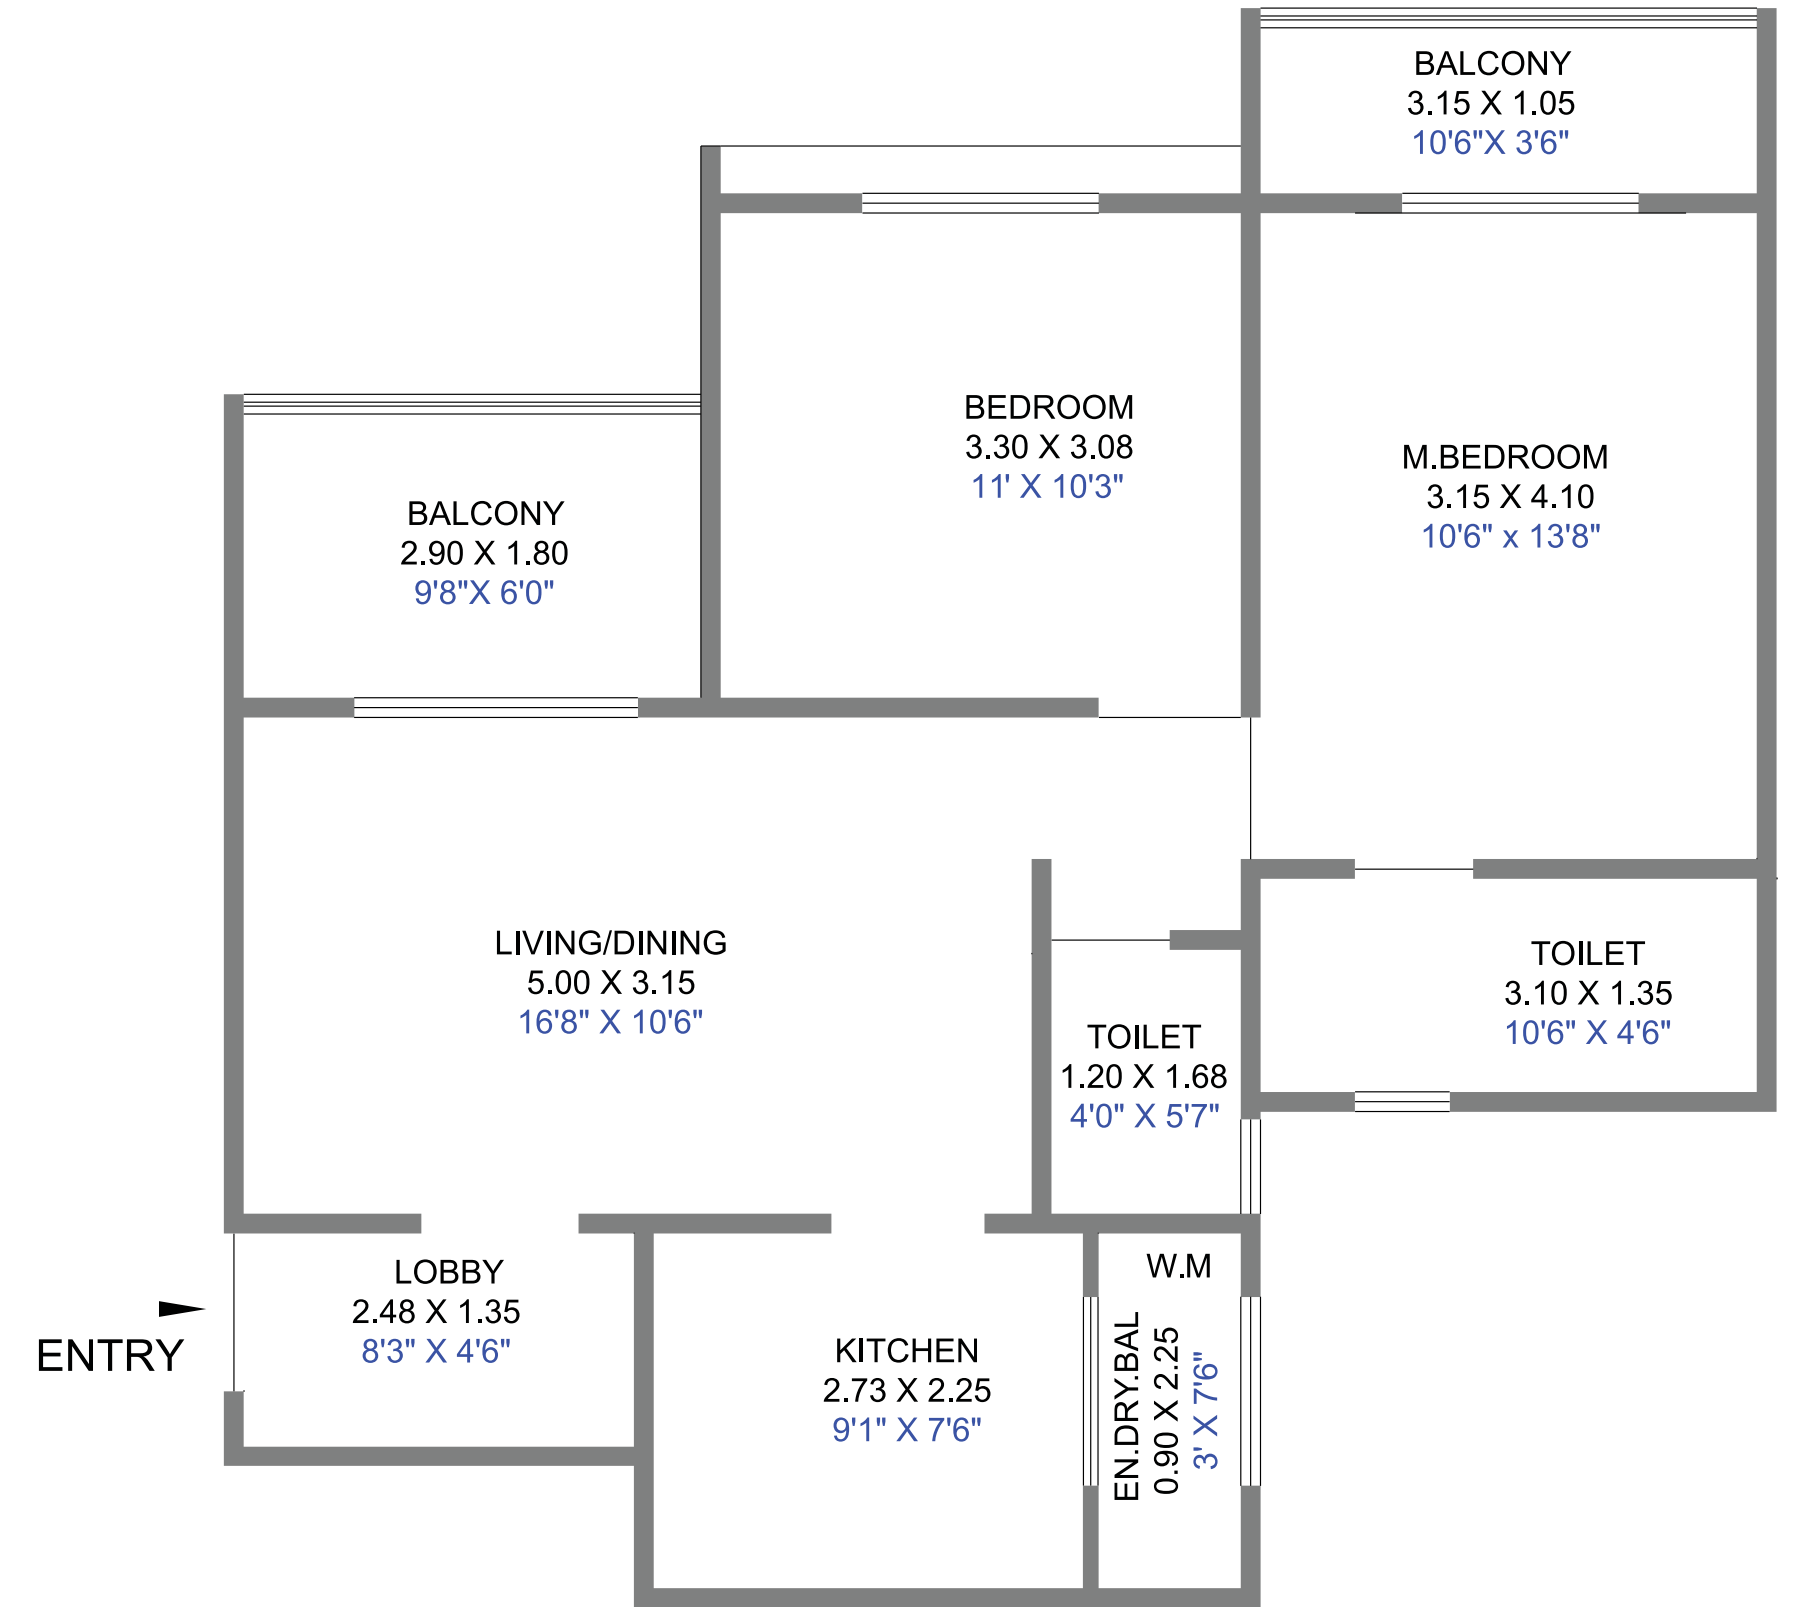 BALCONY
3.15 X 1.05
10'6"X 3'6"
BEDROOM
3.30 X 3.08
11' X 10'3"
M.BEDROOM
3.15 X 4.10
10'6" x 13'8"
BALCONY
2.90 X 1.80
9'8"X 6'0"
LIVING/DINING
5.00 X 3.15
16'8" X 10'6"
TOILET
3.10 X 1.35
10'6" X 4'6"
TOILET
1.20 X 1.68
4'0" X 5'7"
LOBBY
2.48 X 1.35
8'3" X 4'6"
ENTRY
KITCHEN
2.73 X 2.25
9'1" X 7'6"
W.M
EN.DRY.BAL
0.90 X 2.25
3' X 7'6"